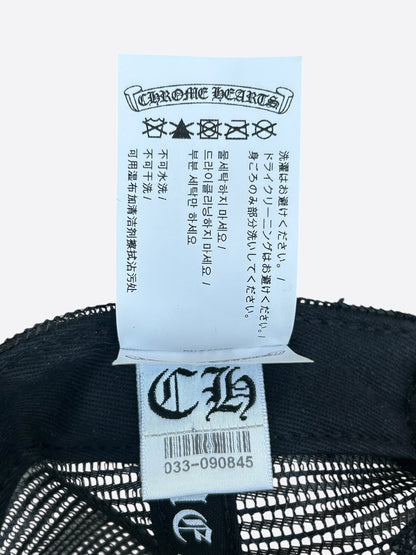 CHROME HEARTS
洗濯はお避けください。/
ドライクリーニングはお避けください。/
身ごろのみ部分洗いしてください。
물세탁하지 마세요 /
드라이클리닝하지 마세요 /
부분 세탁만 하세요
不可水洗 /
不可干洗 /
可用湿布加清洁剂擦拭沾污处
CH
033-090845